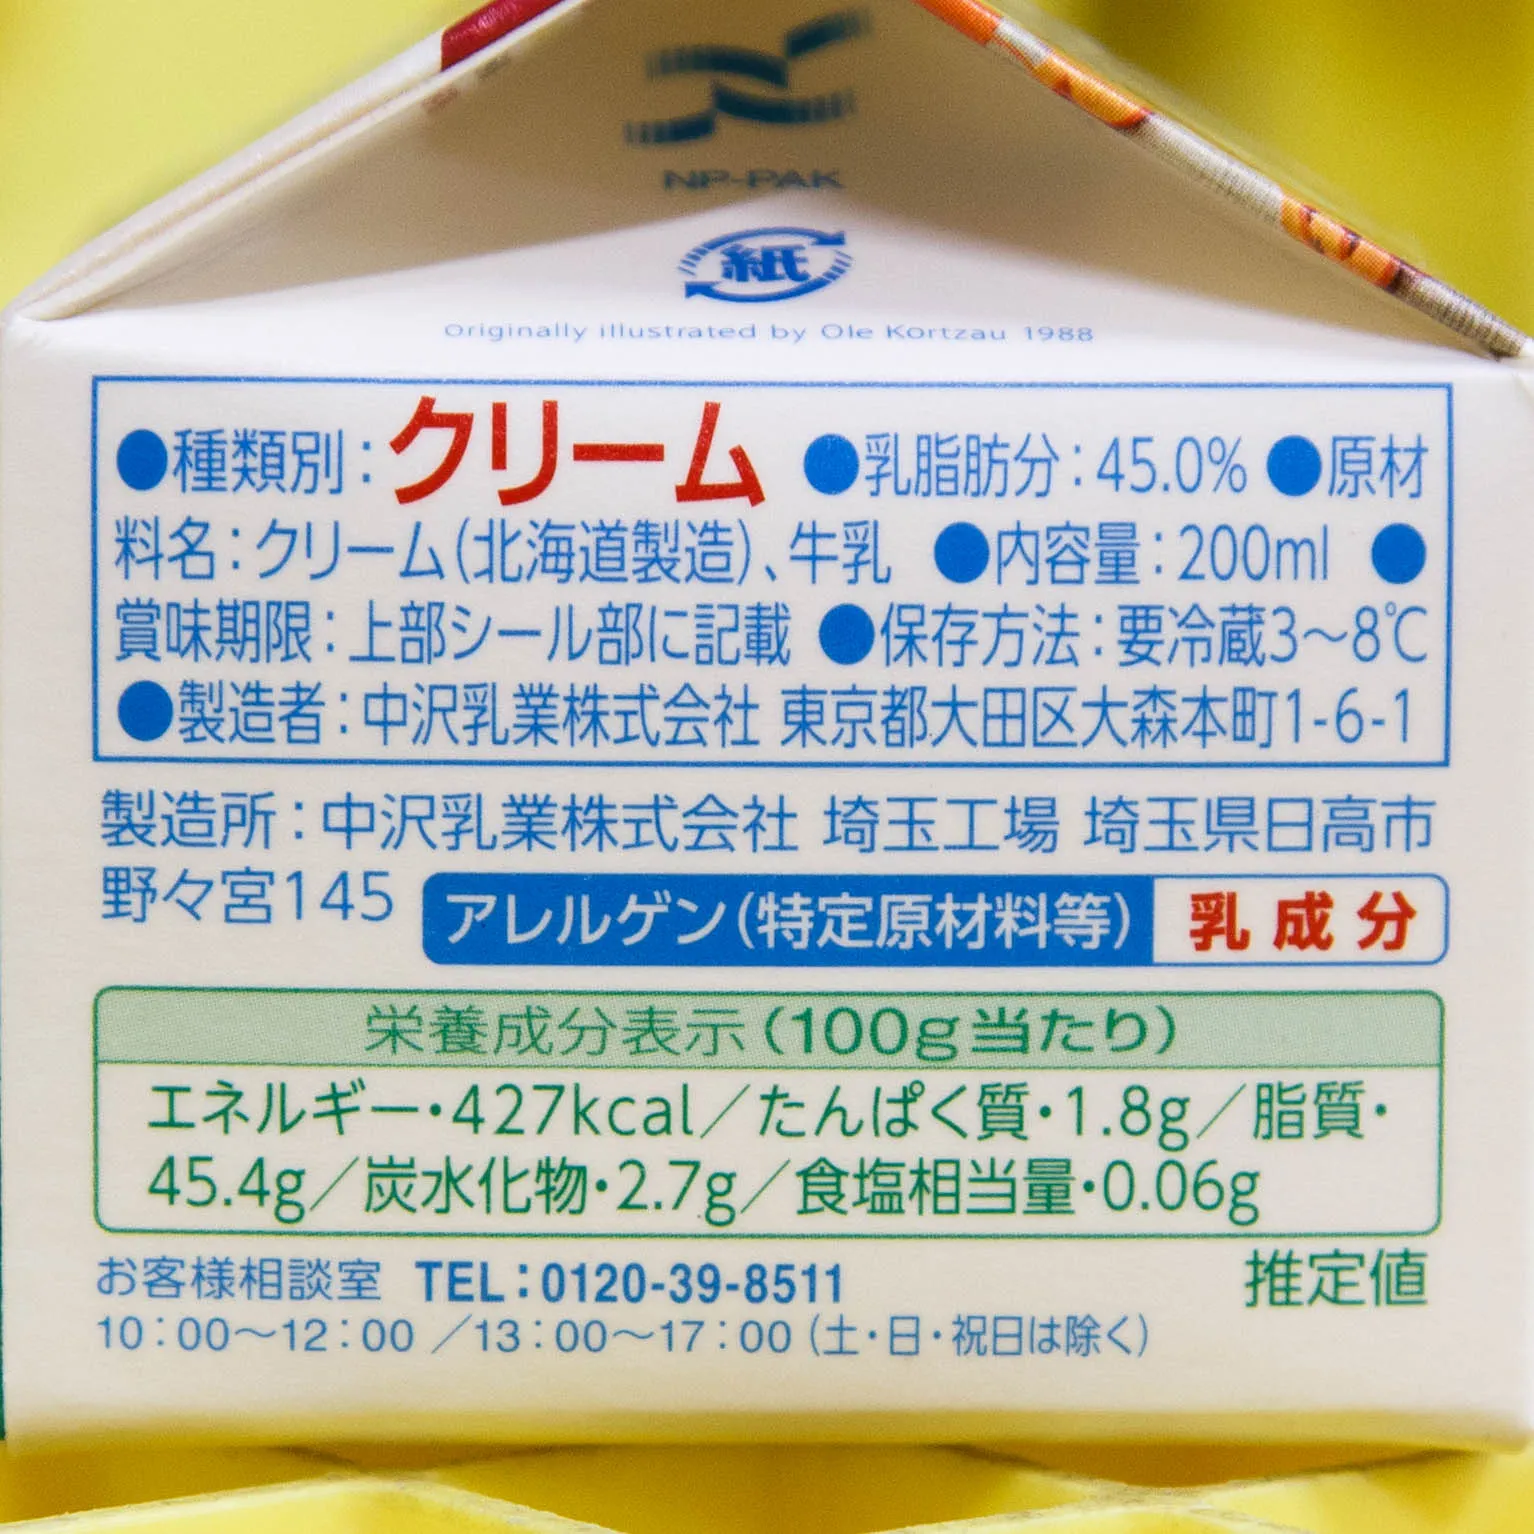 NP-PAK
紙
Originally illustrated by Ole Kortzau 1988
●種類別：クリーム ●乳脂肪分：45.0% ●原材
料名：クリーム（北海道製造）、牛乳 ●内容量：200ml ●
賞味期限：上部シール部に記載 ●保存方法：要冷蔵3〜8℃
●製造者：中沢乳業株式会社 東京都大田区大森本町1-6-1
製造所：中沢乳業株式会社 埼玉工場 埼玉県日高市
野々宮145
アレルゲン（特定原材料等） 乳成分
栄養成分表示（100g当たり）
エネルギー・427kcal／たんぱく質・1.8g／脂質・
45.4g／炭水化物・2.7g／食塩相当量・0.06g
推定値
お客様相談室 TEL：0120-39-8511
10：00〜12：00 ／13：00〜17：00（土・日・祝日は除く）